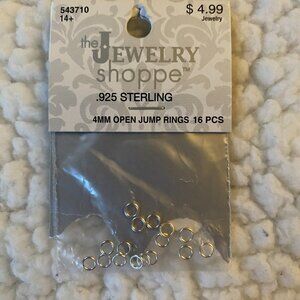 543710
14+
$ 4.99
Jewelry
the JEWELRY
shoppe™
.925 STERLING
4MM OPEN JUMP RINGS 16 PCS